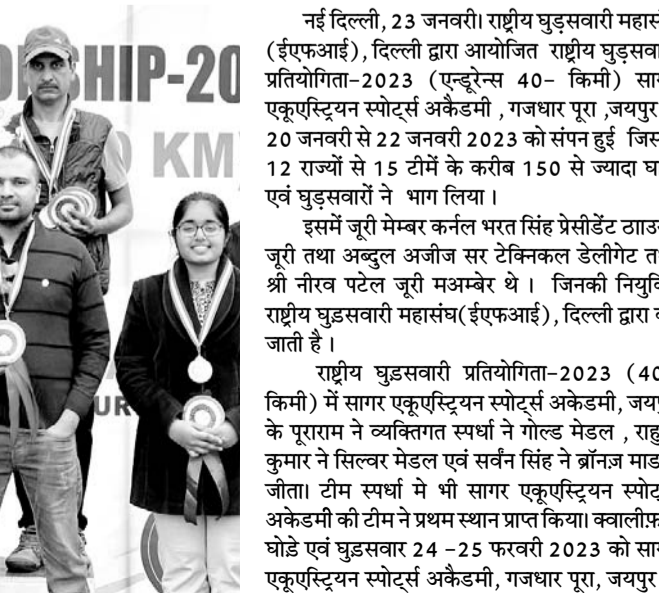 SHIP-20
KM
UR
नई दिल्ली, 23 जनवरी। राष्ट्रीय घुड़सवारी
(ईएफआई), दिल्ली द्वारा आयोजित राष्ट्रीय
प्रतियोगिता-2023 (एन्डूरेन्स 40- किमी)
एकूएस्ट्रियन स्पोर्ट्स अकैडमी , गजधार पूरा ,जयपुर
20 जनवरी से 22 जनवरी 2023 को संपन हुई
12 राज्यों से 15 टीमें के करीब 150 से ज्यादा
एवं घुड़सवारों ने भाग लिया ।
इसमें जूरी मेम्बर कर्नल भरत सिंह प्रेसीडेंट
जूरी तथा अब्दुल अजीज सर टेक्निकल डेलीगेट
श्री नीरव पटेल जूरी मअम्बेर थे । जिनकी
राष्ट्रीय घुड़सवारी महासंघ(ईएफआई), दिल्ली द्वारा
जाती है ।
राष्ट्रीय घुड़सवारी प्रतियोगिता-2023 (40
किमी) में सागर एकूएस्ट्रियन स्पोर्ट्स अकेडमी,
के पूराराम ने व्यक्तिगत स्पर्धा ने गोल्ड मेडल ,
कुमार ने सिल्वर मेडल एवं सर्वंन सिंह ने ब्रॉनज़
जीता। टीम स्पर्धा मे भी सागर एकूएस्ट्रियन
अकेडमी की टीम ने प्रथम स्थान प्राप्त किया।
घोड़े एवं घुड़सवार 24 -25 फरवरी 2023 को
एकूएस्ट्रियन स्पोर्ट्स अकैडमी, गजधार पूरा, जयपुर